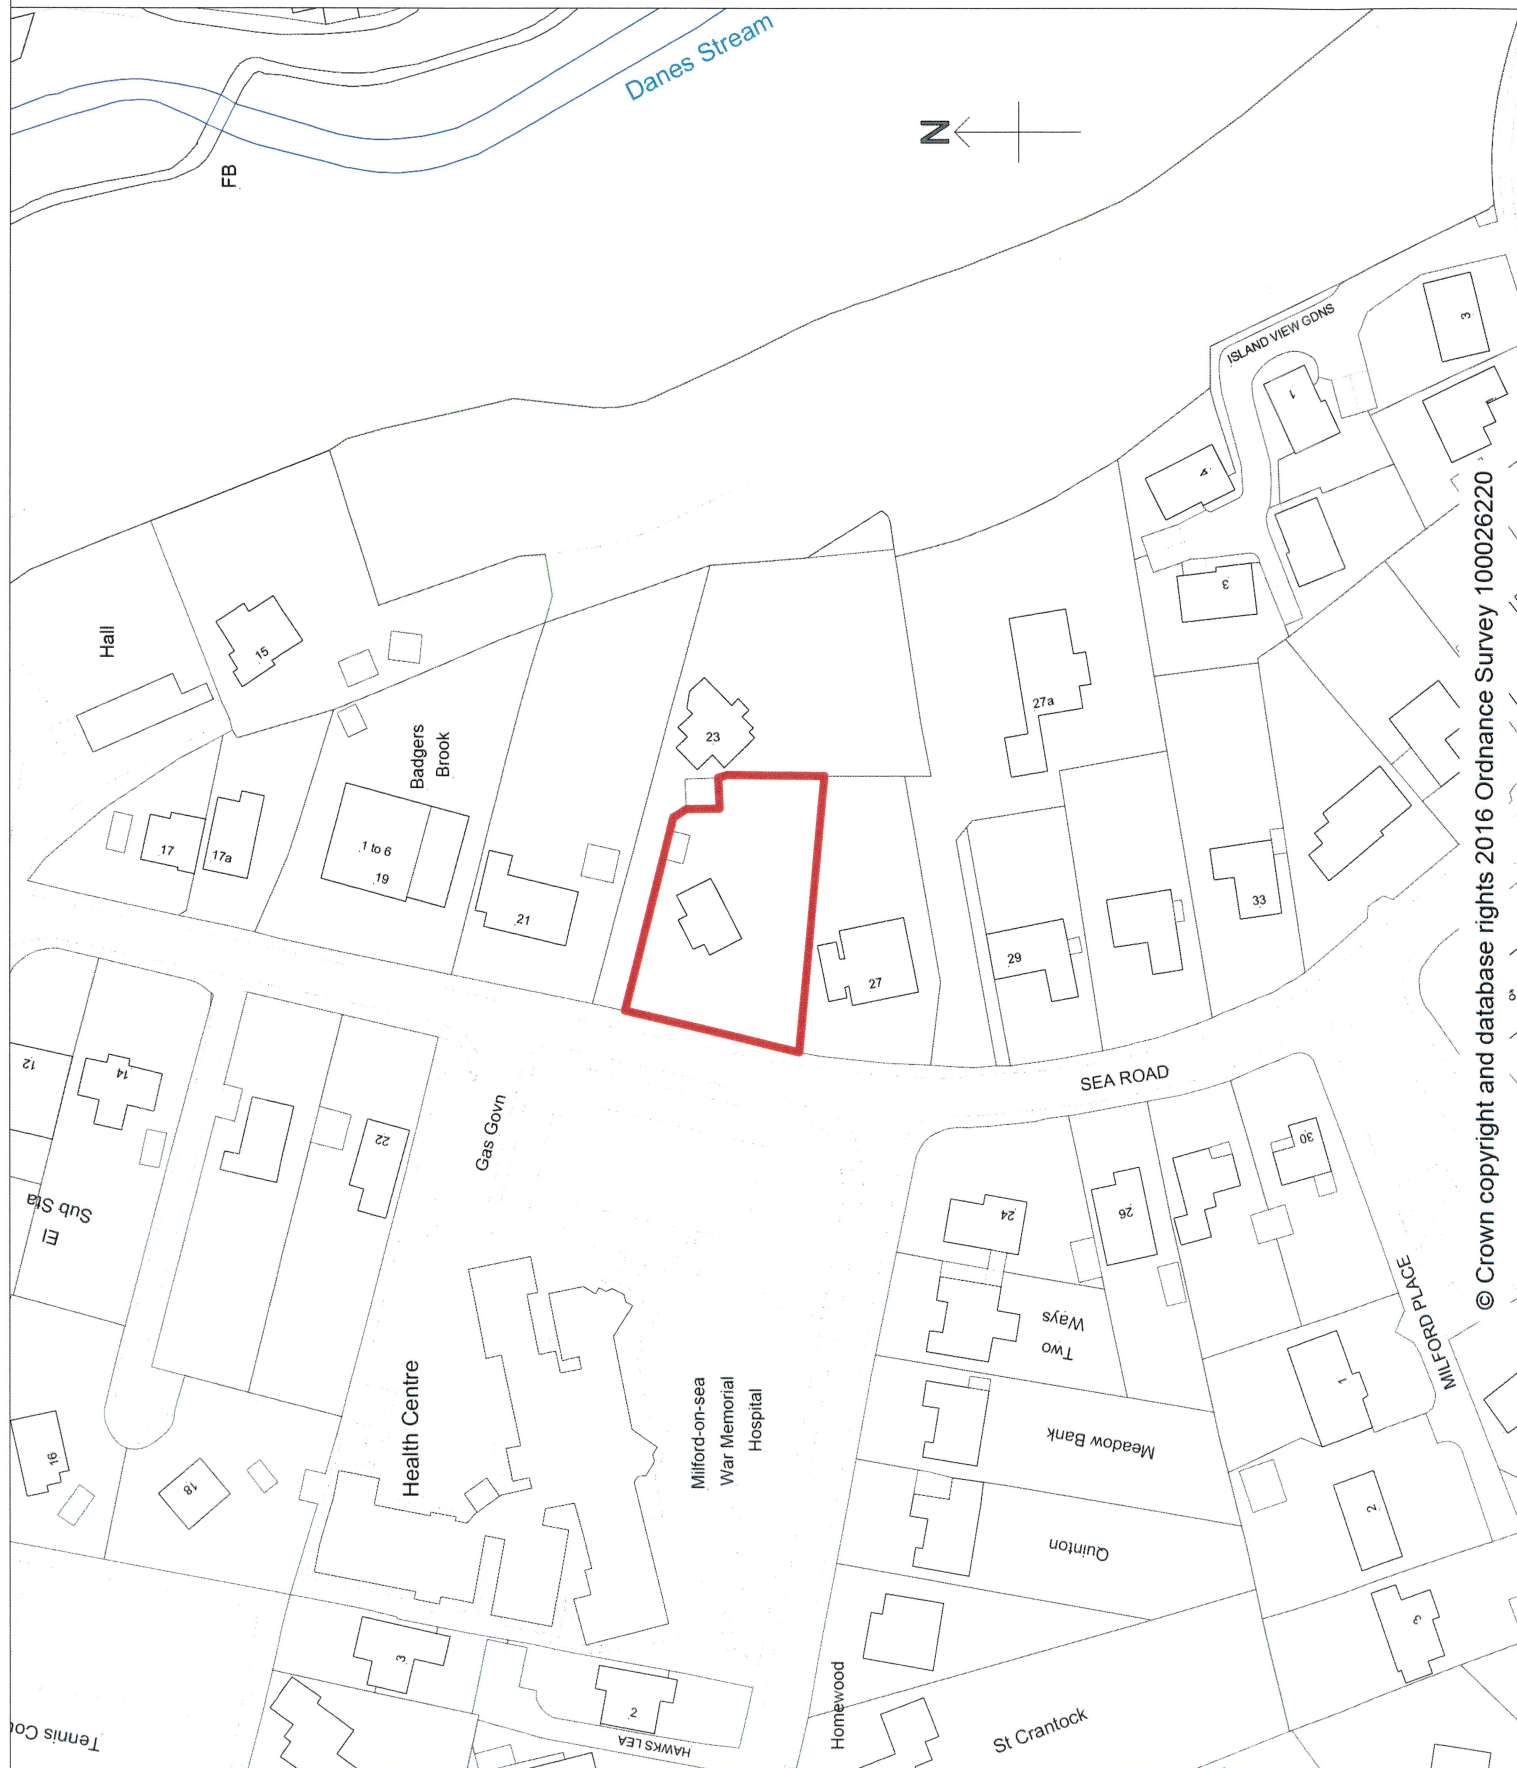 Danes Stream
N
FB
ISLAND VIEW GDNS
3
1
4
3
Hall
15
Badgers
Brook
23
27a
17
17a
1 to 6
19
21
27
29
33
12
14
22
Gas Govn
SEA ROAD
El
Sub Sta
24
26
30
Two
Ways
MILFORD PLACE
1
Health Centre
Milford-on-sea
War Memorial
Hospital
Meadow Bank
16
18
Quinton
2
3
3
2
HAWKS LEA
Homewood
St Crantock
Tennis Cou
© Crown copyright and database rights 2016 Ordnance Survey 100026220